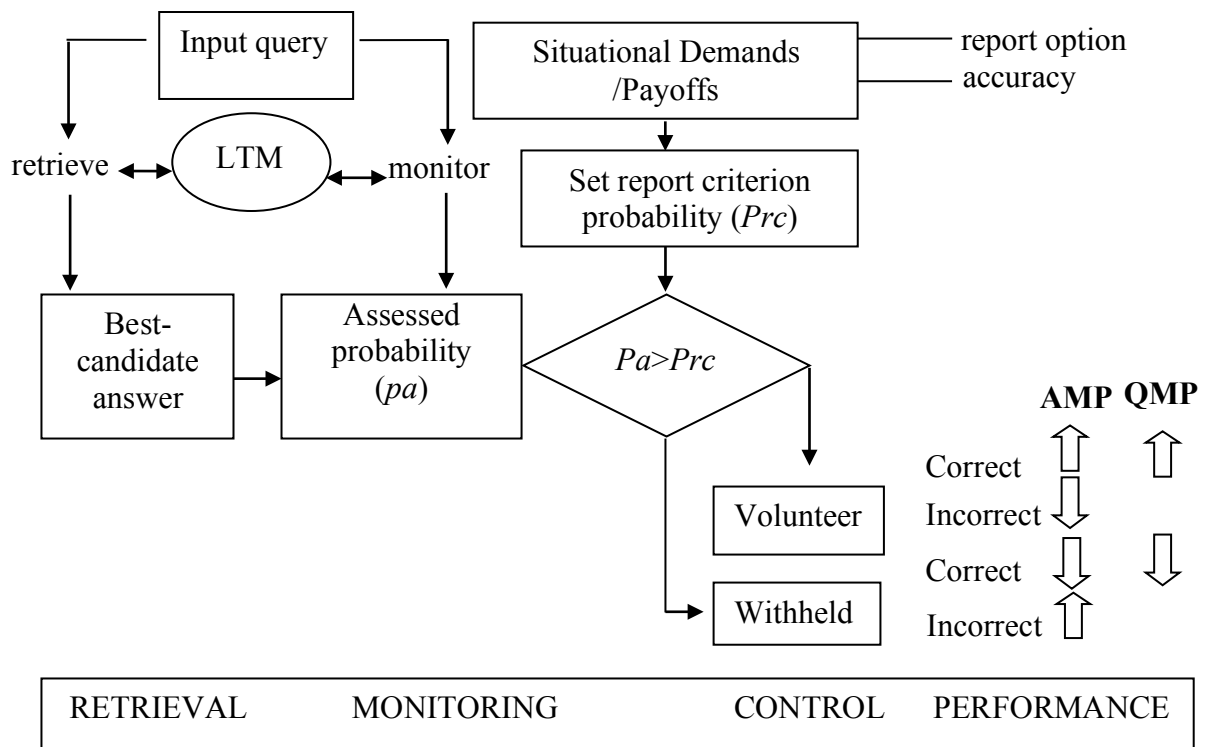 Input query
Situational Demands
/Payoffs
report option
accuracy
retrieve
LTM
monitor
Set report criterion
probability (Prc)
Best-
candidate
answer
Assessed
probability
(pa)
Pa>Prc
AMP QMP
Correct
Volunteer
Incorrect
Correct
Withheld
Incorrect
RETRIEVAL MONITORING CONTROL PERFORMANCE